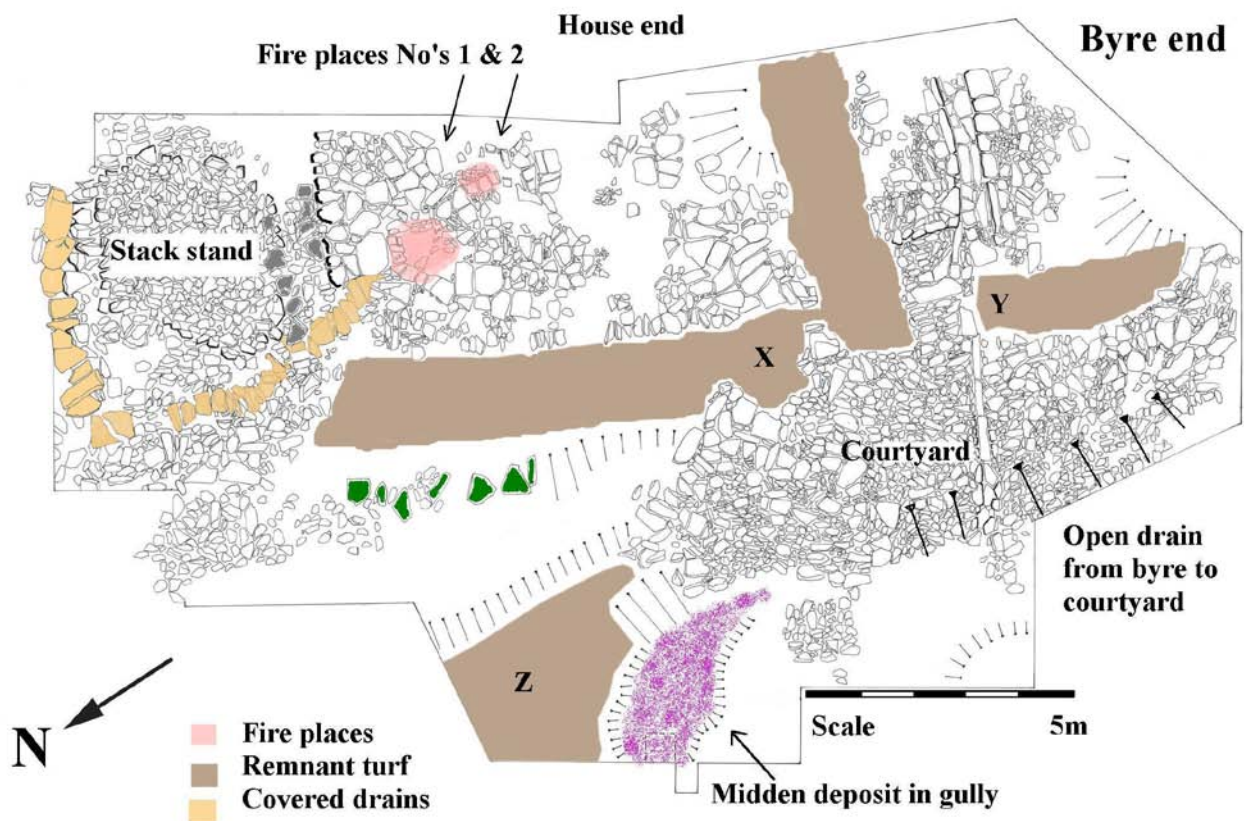 House end
Byre end
Fire places No's 1 & 2
Stack stand
Y
X
Courtyard
Open drain
from byre to
courtyard
Z
N
Scale
5m
Fire places
Remnant turf
Covered drains
Midden deposit in gully